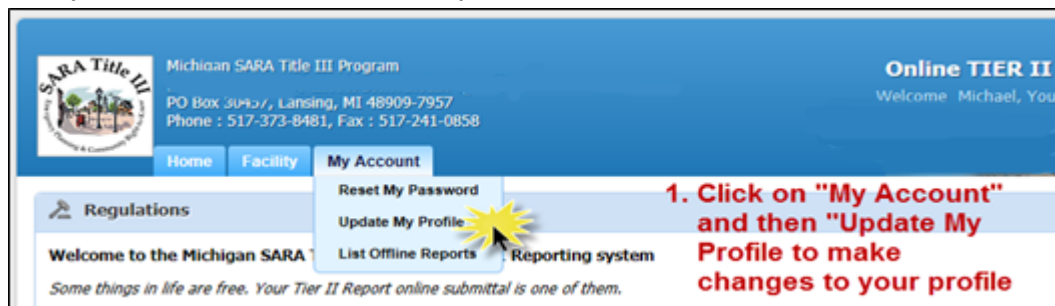 SARA Title III
Michigan SARA Title III Program
PO Box 30457, Lansing, MI 48909-7957
Phone : 517-373-8481, Fax : 517-241-0858
Online TIER II
Welcome Michael, You
Home Facility My Account
Reset My Password
Update My Profile
List Offline Reports
Regulations
Welcome to the Michigan SARA T Reporting system
Some things in life are free. Your Tier II Report online submittal is one of them.
1. Click on "My Account"
and then "Update My
Profile to make
changes to your profile